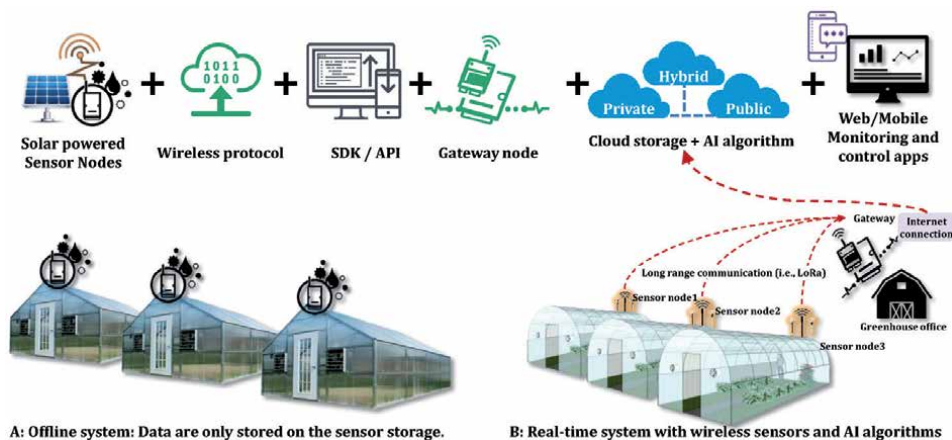 1011
0100
Hybrid
Private
Public
Solar powered
Sensor Nodes
Wireless protocol
SDK / API
Gateway node
Cloud storage + AI algorithm
Web/Mobile
Monitoring and
control apps
Gateway
Internet
connection
Long range communication (i.e., LoRa)
Sensor node1
Sensor node2
Sensor node3
Greenhouse office
A: Offline system: Data are only stored on the sensor storage.
B: Real-time system with wireless sensors and AI algorithms